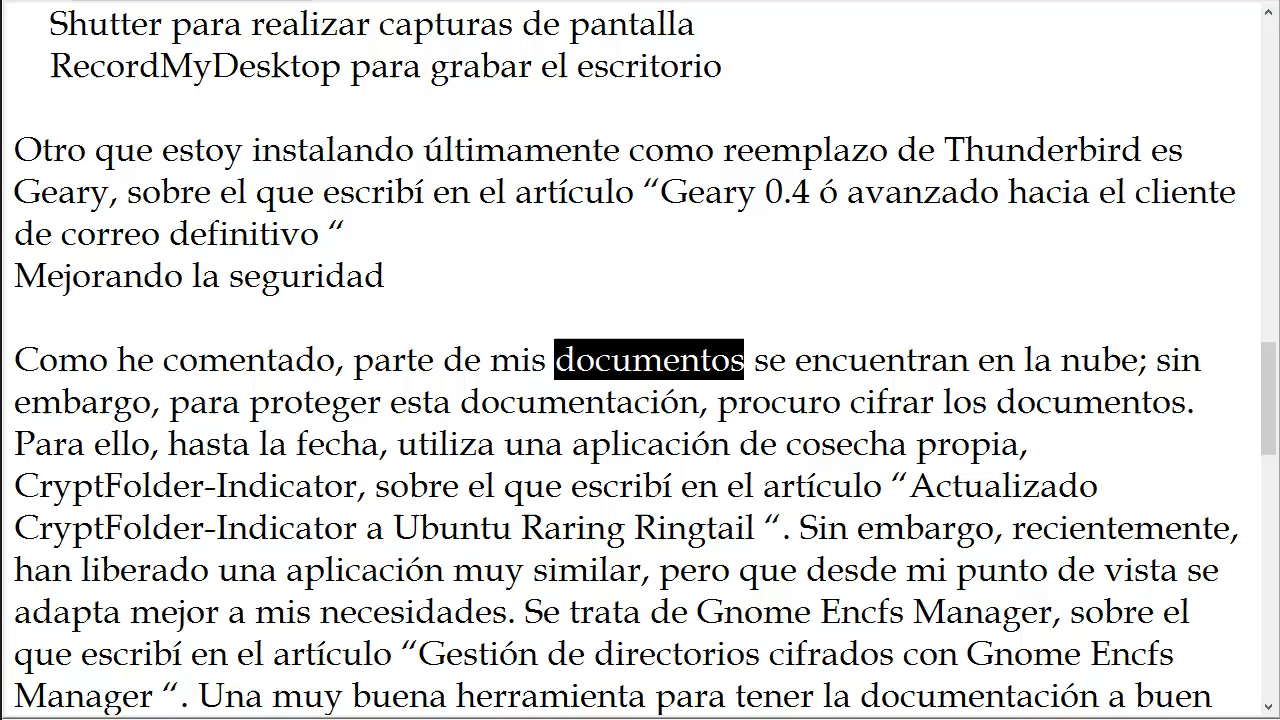 Shutter para realizar capturas de pantalla
RecordMyDesktop para grabar el escritorio
Otro que estoy instalando últimamente como reemplazo de Thunderbird es
Geary, sobre el que escribí en el artículo “Geary 0.4 ó avanzado hacia el cliente
de correo definitivo “
Mejorando la seguridad
Como he comentado, parte de mis documentos se encuentran en la nube; sin
embargo, para proteger esta documentación, procuro cifrar los documentos.
Para ello, hasta la fecha, utiliza una aplicación de cosecha propia,
CryptFolder-Indicator, sobre el que escribí en el artículo “Actualizado
CryptFolder-Indicator a Ubuntu Raring Ringtail “. Sin embargo, recientemente,
han liberado una aplicación muy similar, pero que desde mi punto de vista se
adapta mejor a mis necesidades. Se trata de Gnome Encfs Manager, sobre el
que escribí en el artículo “Gestión de directorios cifrados con Gnome Encfs
Manager “. Una muy buena herramienta para tener la documentación a buen